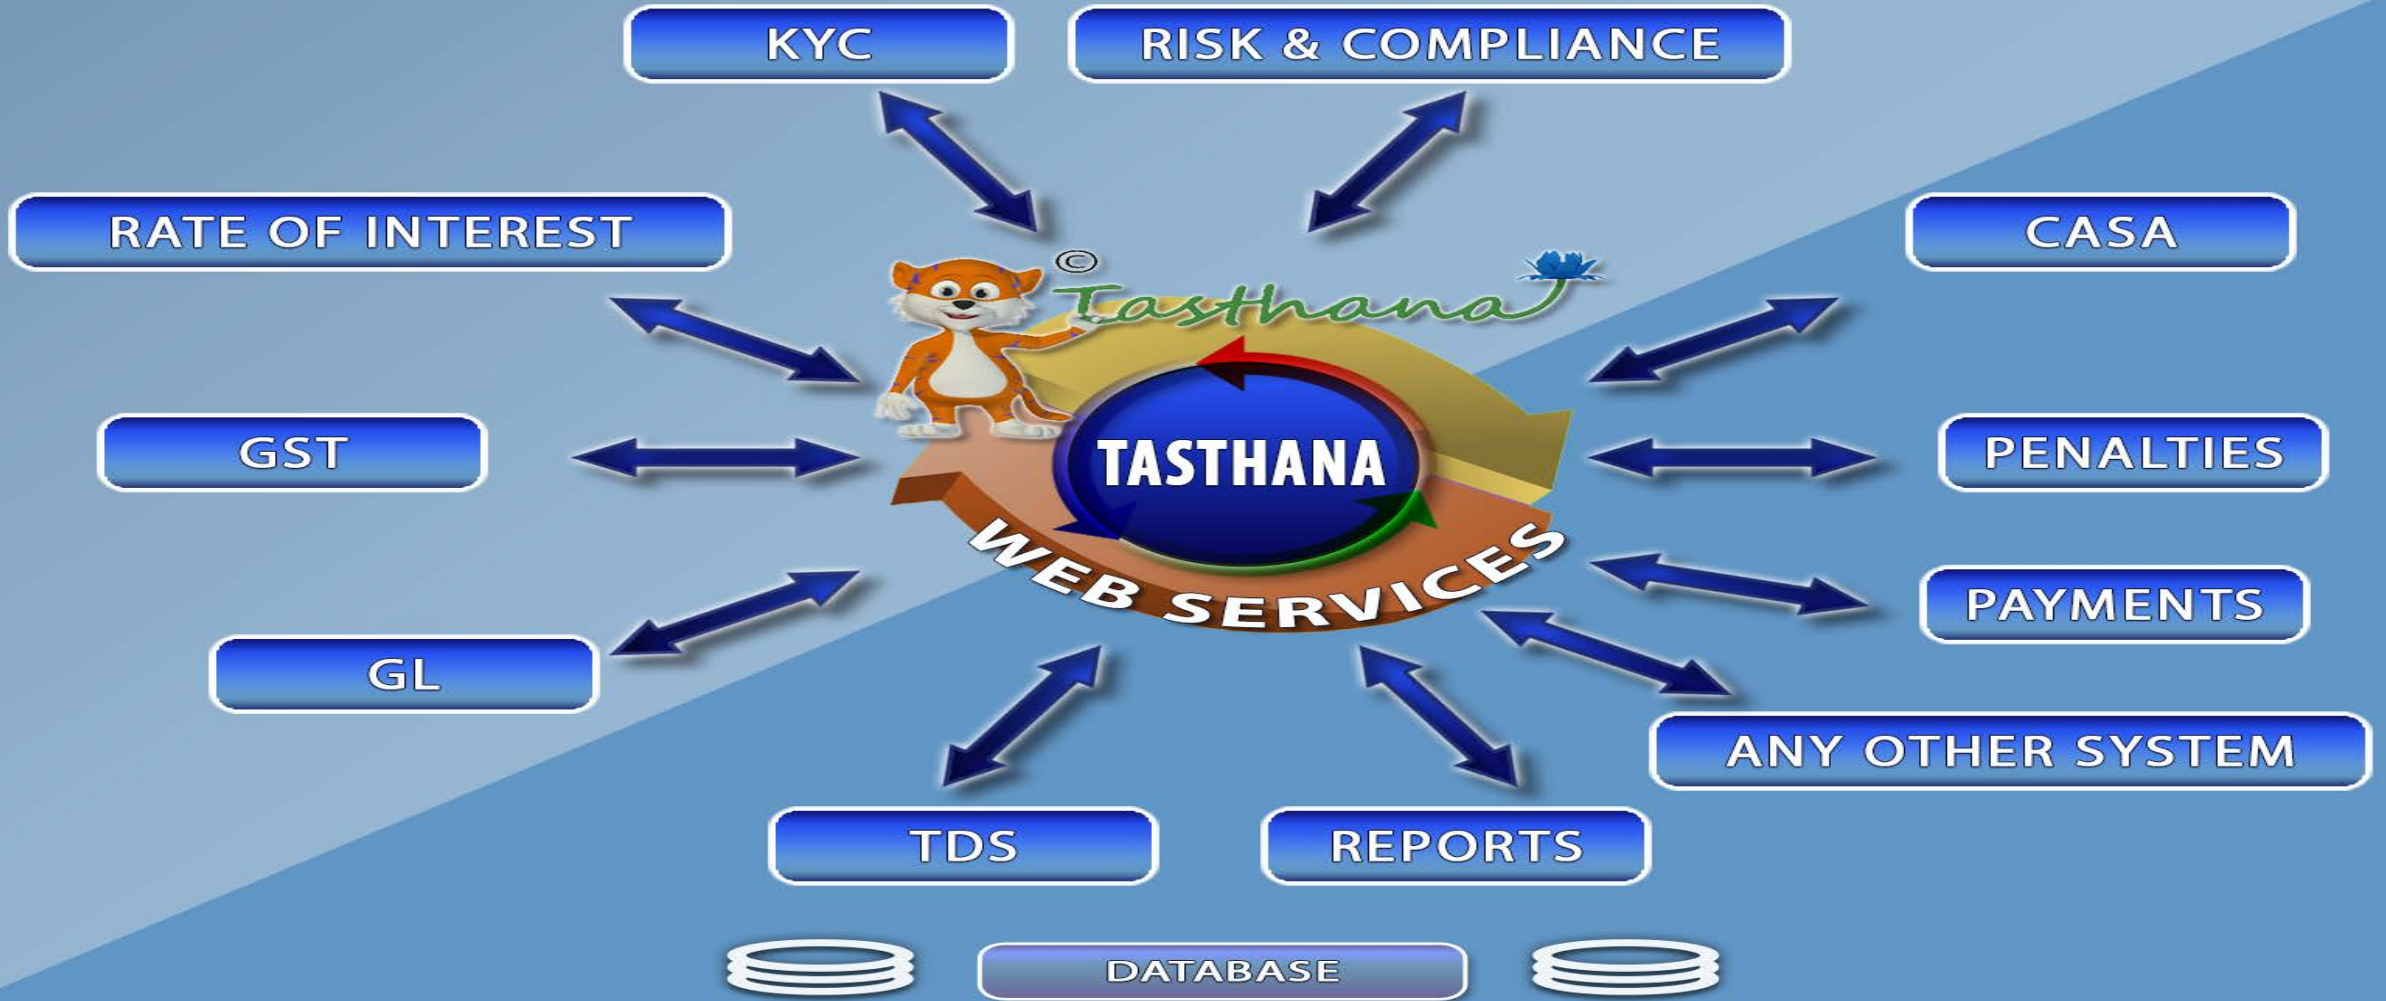 KYC
RISK & COMPLIANCE
RATE OF INTEREST
CASA
©
Tasthana
GST
TASTHANA
PENALTIES
WEB SERVICES
PAYMENTS
GL
ANY OTHER SYSTEM
TDS
REPORTS
DATABASE